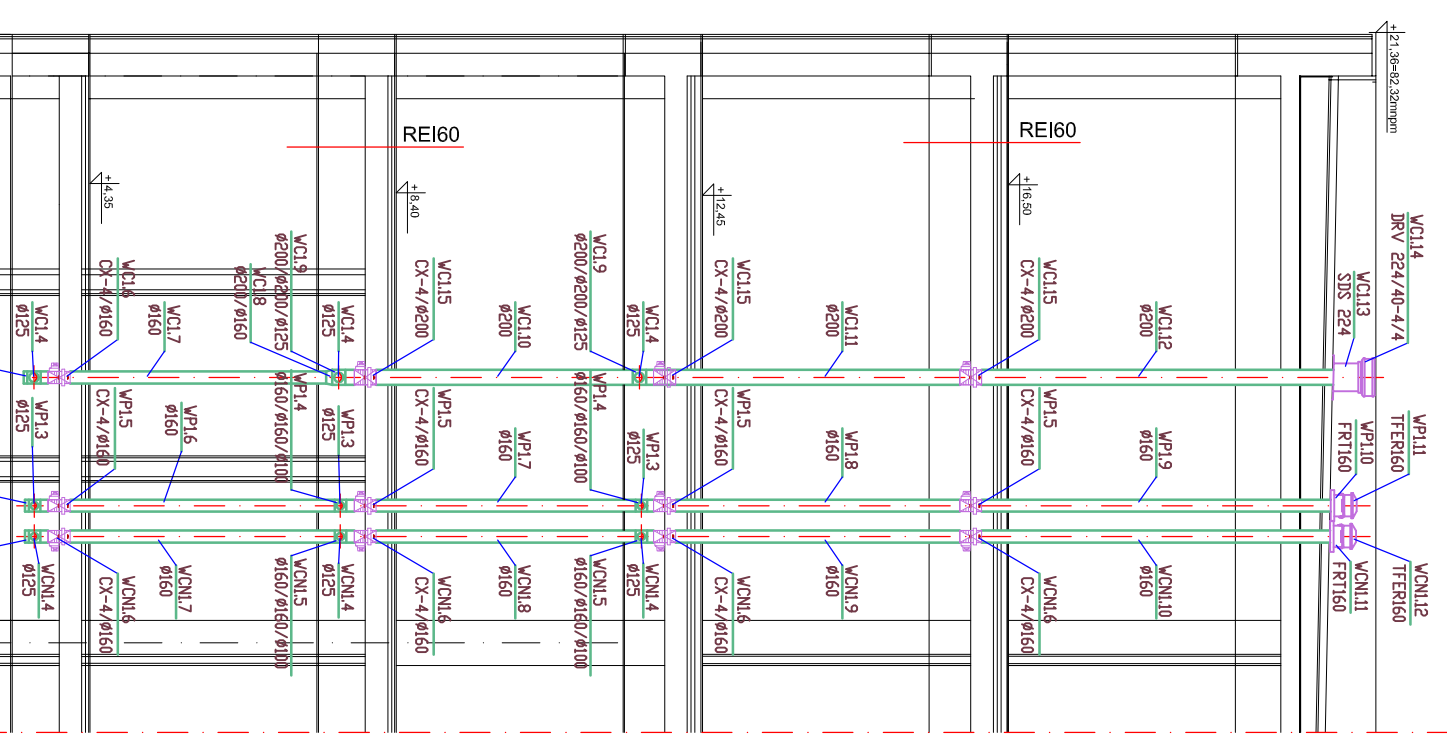 +21,36=82,32mnpm
REI60
REI60
+4,35
+8,40
+12,45
+16,50
WC1.14
DRV 224/40-4/4
WC1.13
SDS 224
WC1.9
Ø200/Ø200/Ø125
WC1.8
Ø200/Ø160
WC1.6
CX-4/Ø160
WC1.4
Ø125
WC1.7
Ø160
WC1.4
Ø125
WC1.15
CX-4/Ø200
WC1.10
Ø200
WC1.9
Ø200/Ø200/Ø125
WC1.4
Ø125
WC1.15
CX-4/Ø200
WC1.11
Ø200
WC1.15
CX-4/Ø200
WC1.12
Ø200
WP1.3
Ø125
WP1.5
CX-4/Ø160
WP1.6
Ø160
WP1.4
Ø160/Ø160/Ø100
WP1.3
Ø125
WP1.5
CX-4/Ø160
WP1.7
Ø160
WP1.4
Ø160/Ø160/Ø100
WP1.3
Ø125
WP1.5
CX-4/Ø160
WP1.8
Ø160
WP1.5
CX-4/Ø160
WP1.9
Ø160
WP1.10
FRT160
WP1.11
TFER160
WCN1.4
Ø125
WCN1.6
CX-4/Ø160
WCN1.7
Ø160
WCN1.5
Ø160/Ø160/Ø100
WCN1.4
Ø125
WCN1.6
CX-4/Ø160
WCN1.8
Ø160
WCN1.5
Ø160/Ø160/Ø100
WCN1.4
Ø125
WCN1.6
CX-4/Ø160
WCN1.9
Ø160
WCN1.6
CX-4/Ø160
WCN1.10
Ø160
WCN1.11
FRT160
WCN1.12
TFER160